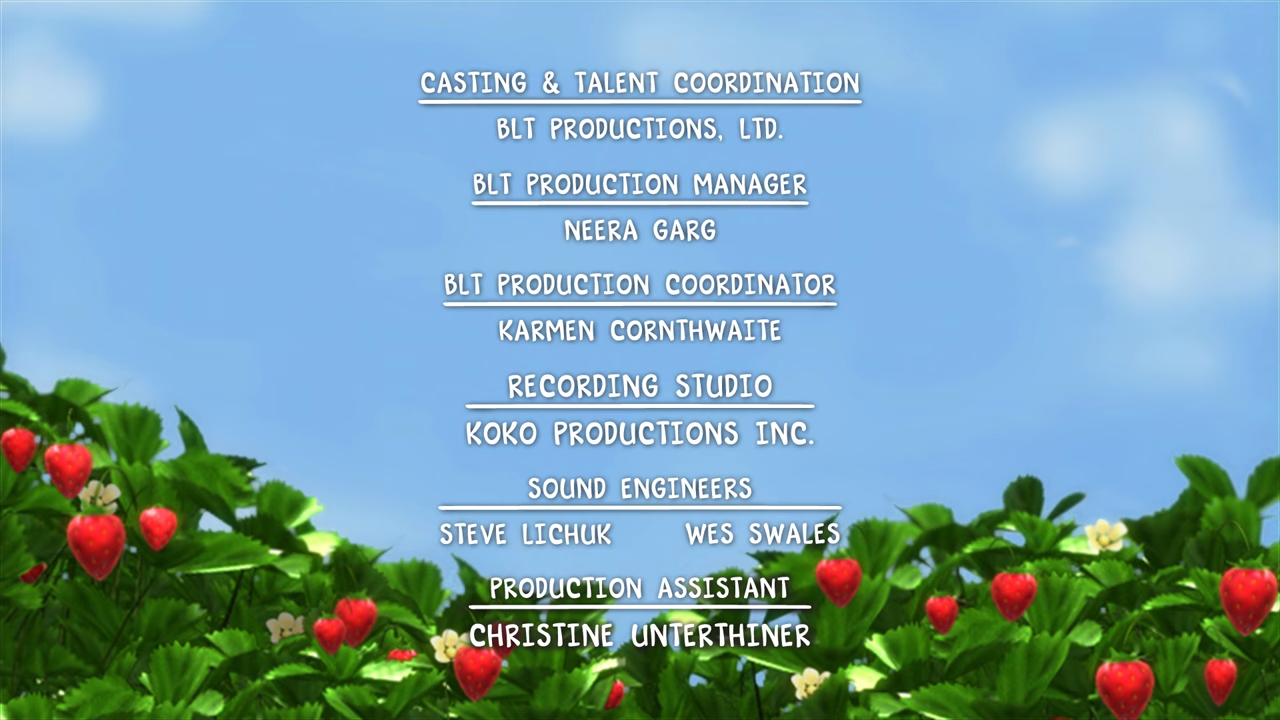 CASTING & TALENT COORDINATION
BLT PRODUCTIONS, LTD.
BLT PRODUCTION MANAGER
NEERA GARG
BLT PRODUCTION COORDINATOR
KARMEN CORNTHWAITE
RECORDING STUDIO
KOKO PRODUCTIONS INC.
SOUND ENGINEERS
STEVE LICHUK WES SWALES
PRODUCTION ASSISTANT
CHRISTINE UNTERTHINER